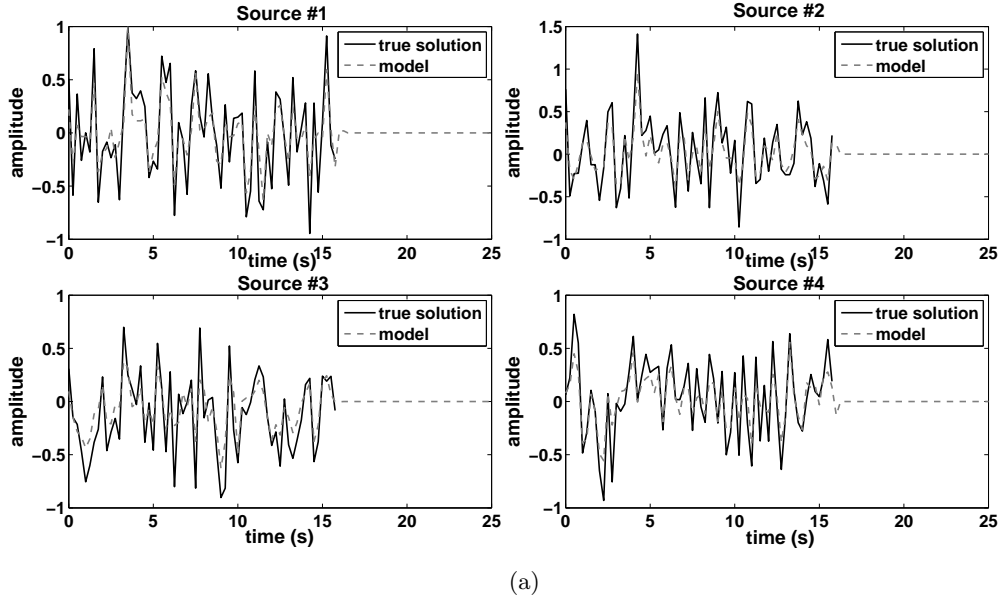 Source #1
true solution
model
amplitude
1
0.5
0
−0.5
−1
0 5 10 15 20 25
time (s)
Source #2
true solution
model
amplitude
1.5
1
0.5
0
−0.5
−1
0 5 10 15 20 25
time (s)
Source #3
true solution
model
amplitude
1
0.5
0
−0.5
−1
0 5 10 15 20 25
time (s)
Source #4
true solution
model
amplitude
1
0.5
0
−0.5
−1
0 5 10 15 20 25
time (s)
(a)